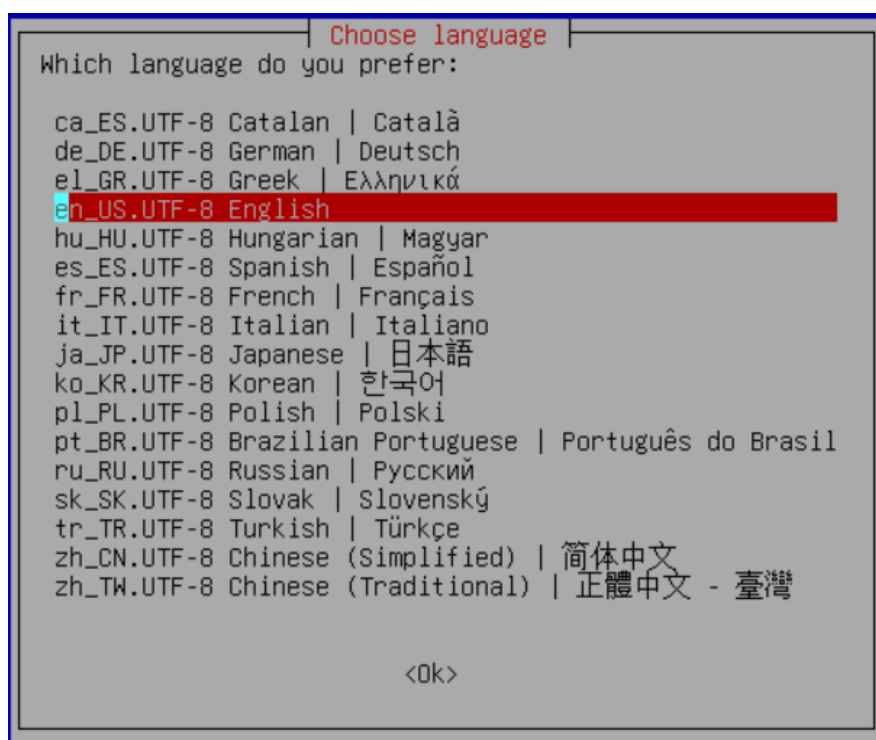 Choose language
Which language do you prefer:
ca_ES.UTF-8 Catalan | Català
de_DE.UTF-8 German | Deutsch
el_GR.UTF-8 Greek | Ελληνικά
en_US.UTF-8 English
hu_HU.UTF-8 Hungarian | Magyar
es_ES.UTF-8 Spanish | Español
fr_FR.UTF-8 French | Français
it_IT.UTF-8 Italian | Italiano
ja_JP.UTF-8 Japanese | 日本語
ko_KR.UTF-8 Korean | 한국어
pl_PL.UTF-8 Polish | Polski
pt_BR.UTF-8 Brazilian Portuguese | Português do Brasil
ru_RU.UTF-8 Russian | Русский
sk_SK.UTF-8 Slovak | Slovenský
tr_TR.UTF-8 Turkish | Türkçe
zh_CN.UTF-8 Chinese (Simplified) | 简体中文
zh_TW.UTF-8 Chinese (Traditional) | 正體中文 - 臺灣
<Ok>